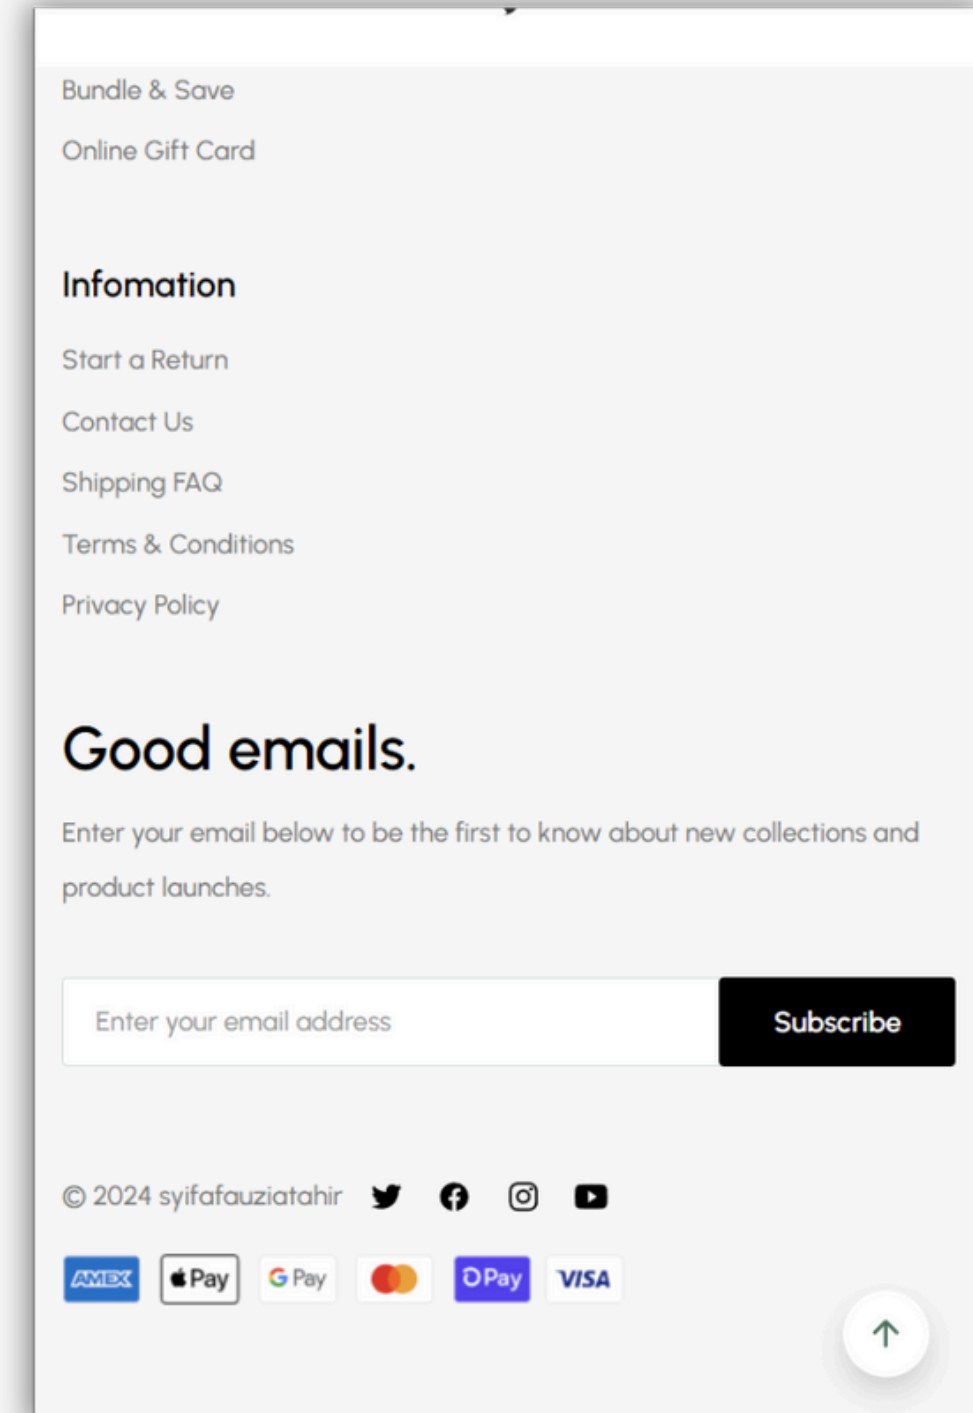 Bundle & Save
Online Gift Card
Infomation
Start a Return
Contact Us
Shipping FAQ
Terms & Conditions
Privacy Policy
Good emails.
Enter your email below to be the first to know about new collections and
product launches.
Enter your email address
Subscribe
© 2024 syifafauziatahir
AMEX Pay G Pay OPay VISA